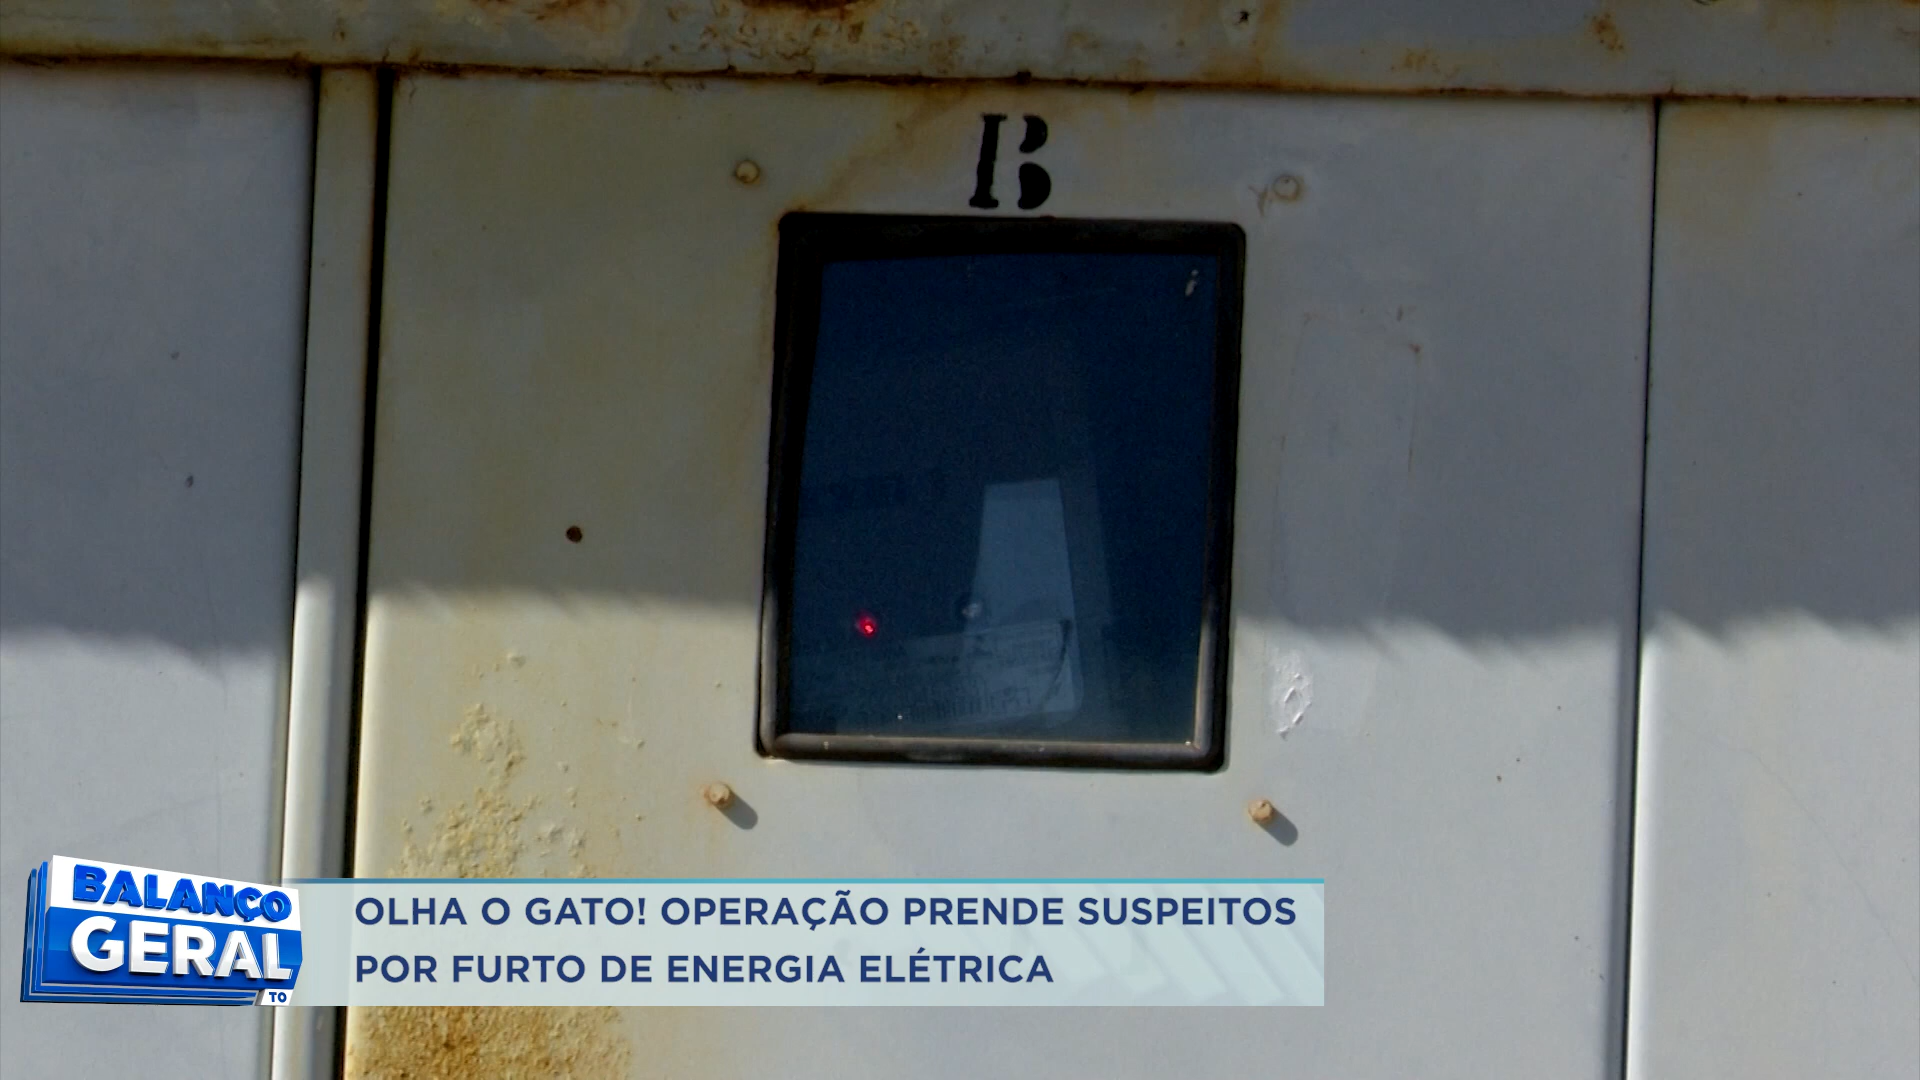 B
BALANÇO
GERAL
TO
OLHA O GATO! OPERAÇÃO PRENDE SUSPEITOS
POR FURTO DE ENERGIA ELÉTRICA